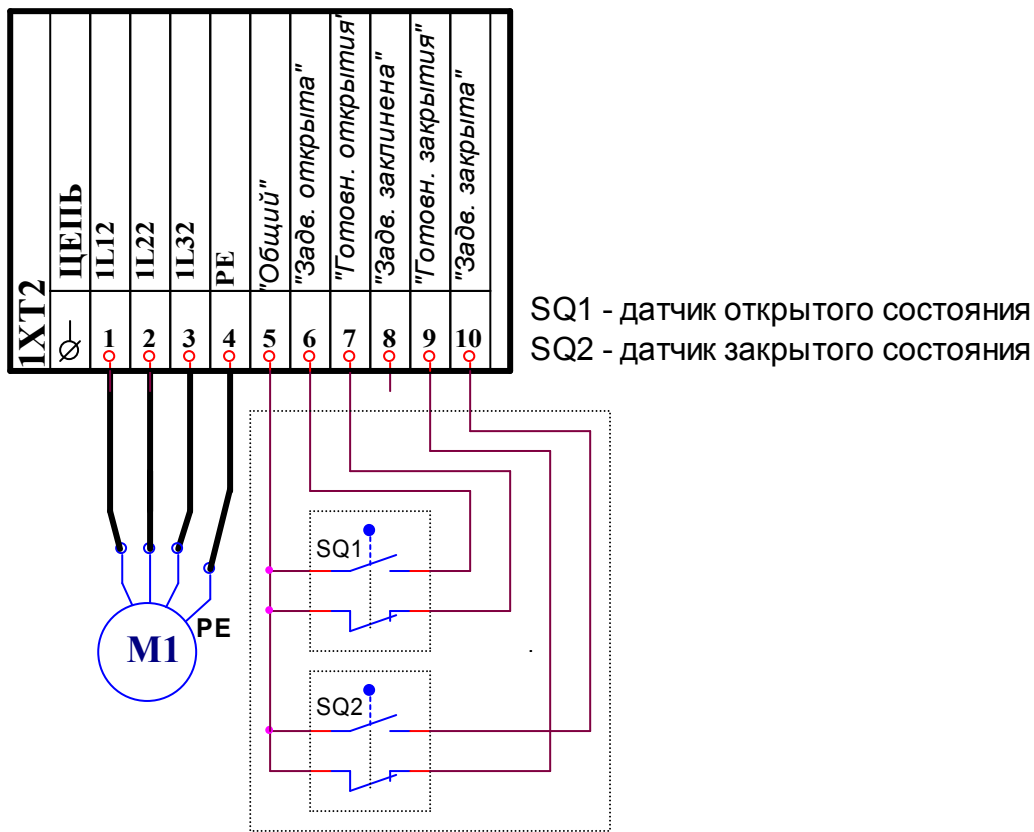 1XT2
ЦЕПЬ
1L12
1L22
1L32
PE
"Общий"
"Задв. открыта"
"Готовн. открытия"
"Задв. заклинена"
"Готовн. закрытия"
"Задв. закрыта"
1 2 3 4 5 6 7 8 9 10
SQ1 - датчик открытого состояния
SQ2 - датчик закрытого состояния
SQ1
PE
M1
SQ2